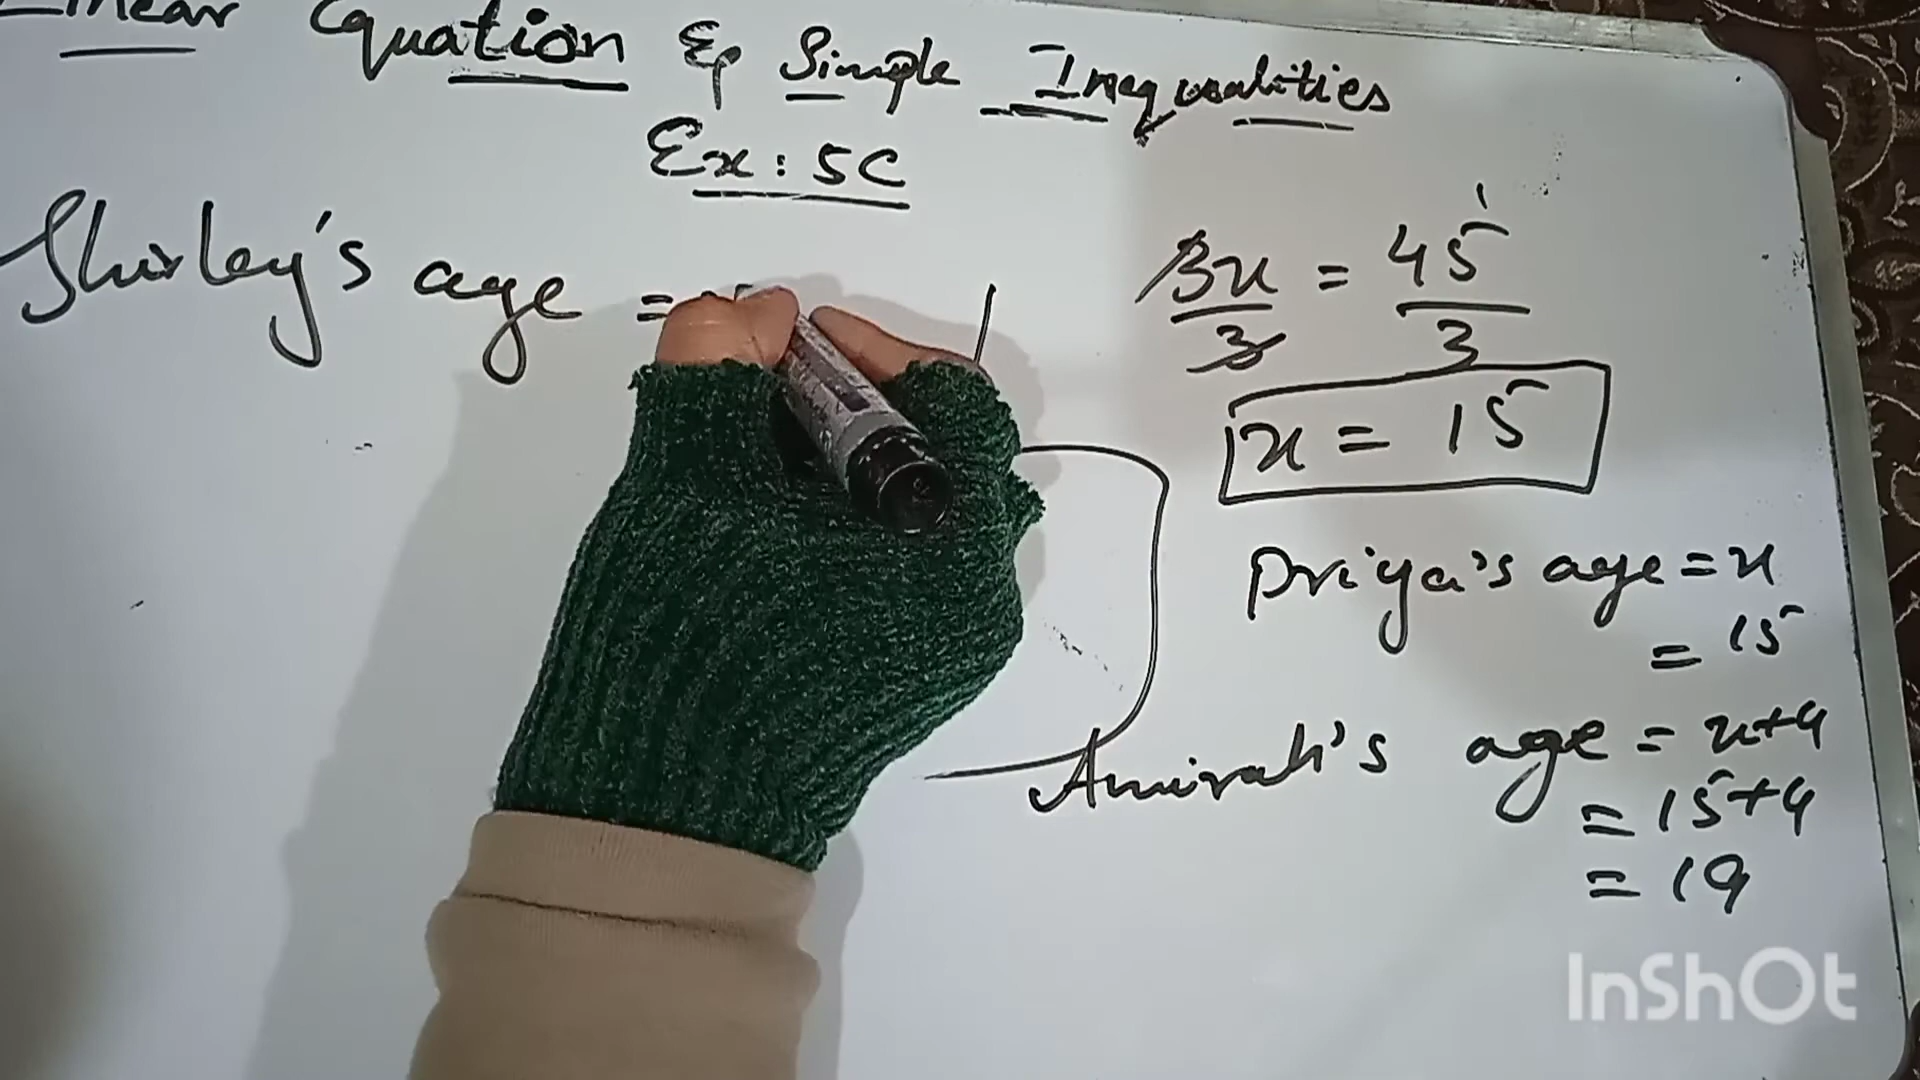 Linear Equation & Simple Inequalities
Ex: 5C
Shirley's age =
3x/3 = 45/3
x = 15
Priya's age = x
= 15
Amirah's age = x+4
= 15+4
= 19
InShOt